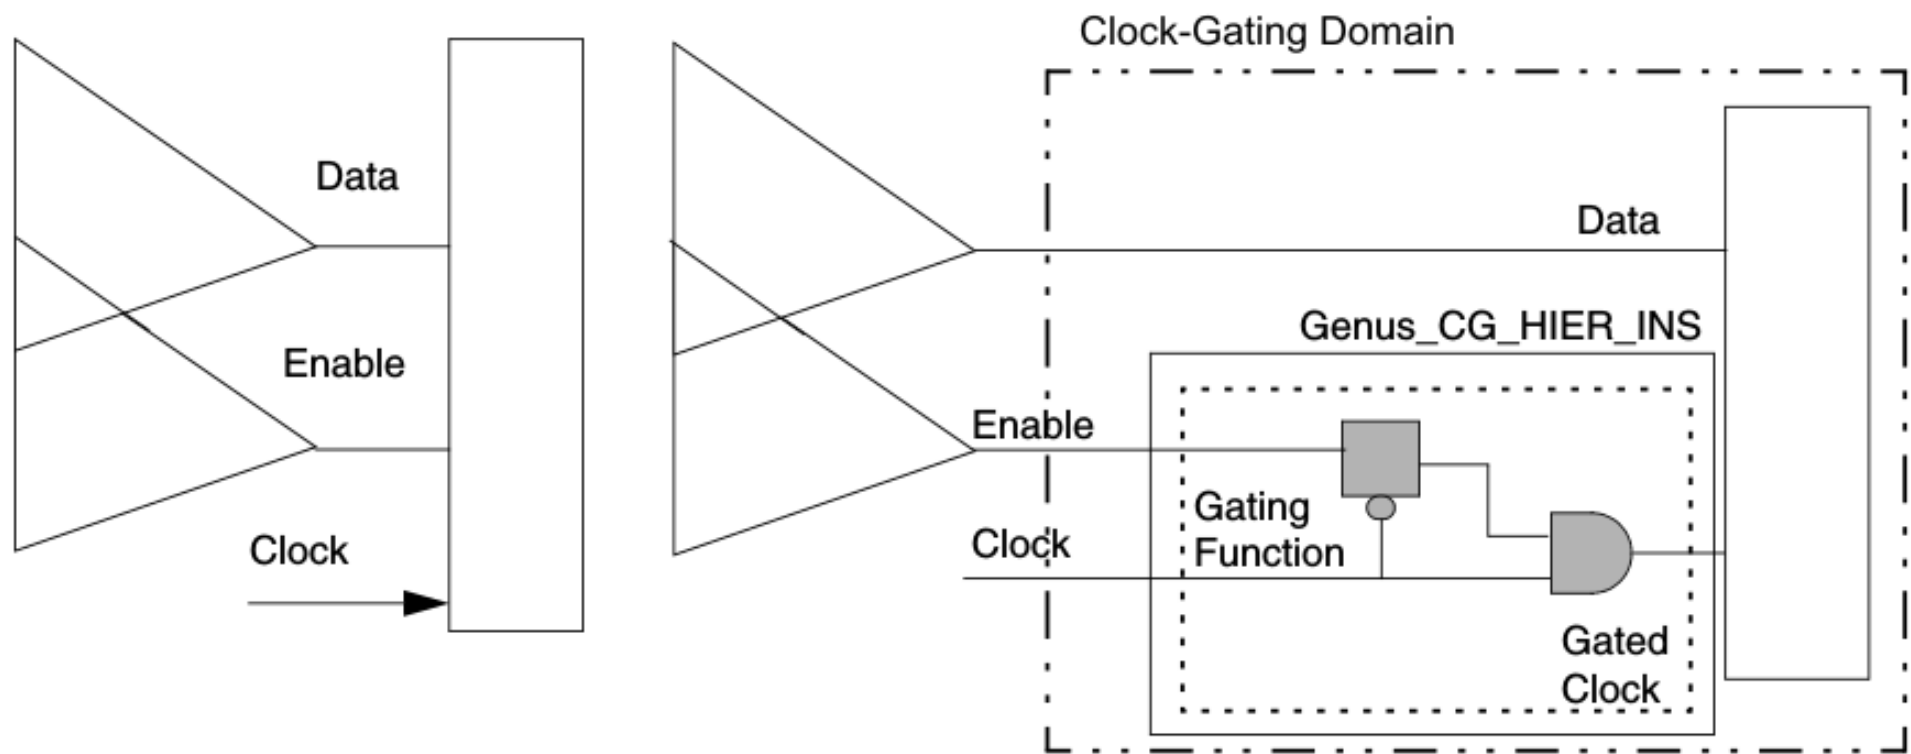 Data
Enable
Clock
Clock-Gating Domain
Data
Genus_CG_HIER_INS
Enable
Gating
Function
Clock
Gated
Clock